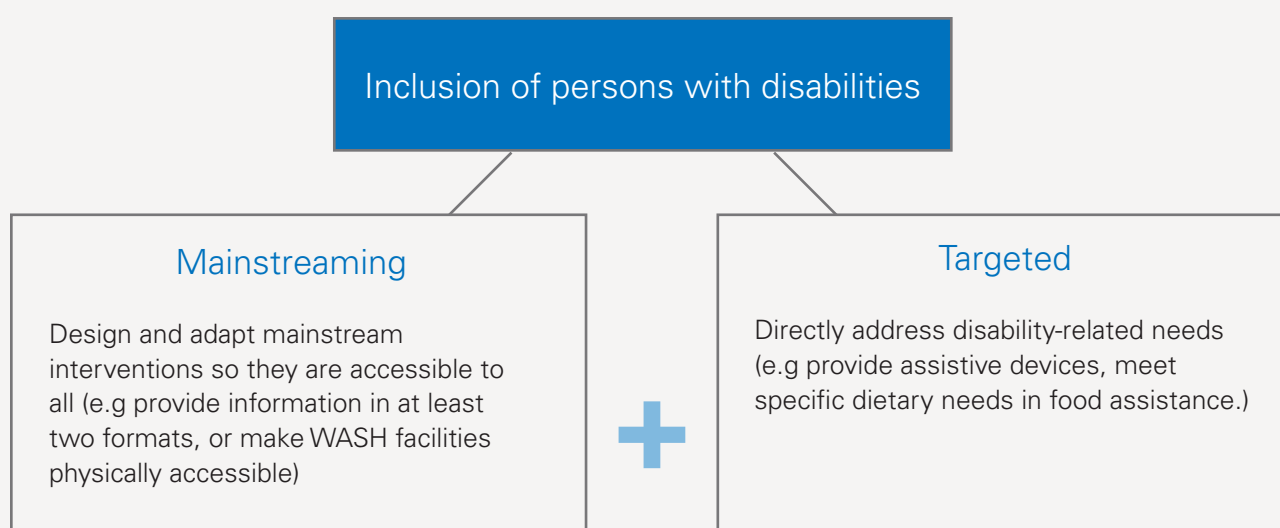 Inclusion of persons with disabilities
Mainstreaming
Design and adapt mainstream
interventions so they are accessible to
all (e.g provide information in at least
two formats, or make WASH facilities
physically accessible)
+
Targeted
Directly address disability-related needs
(e.g provide assistive devices, meet
specific dietary needs in food assistance.)